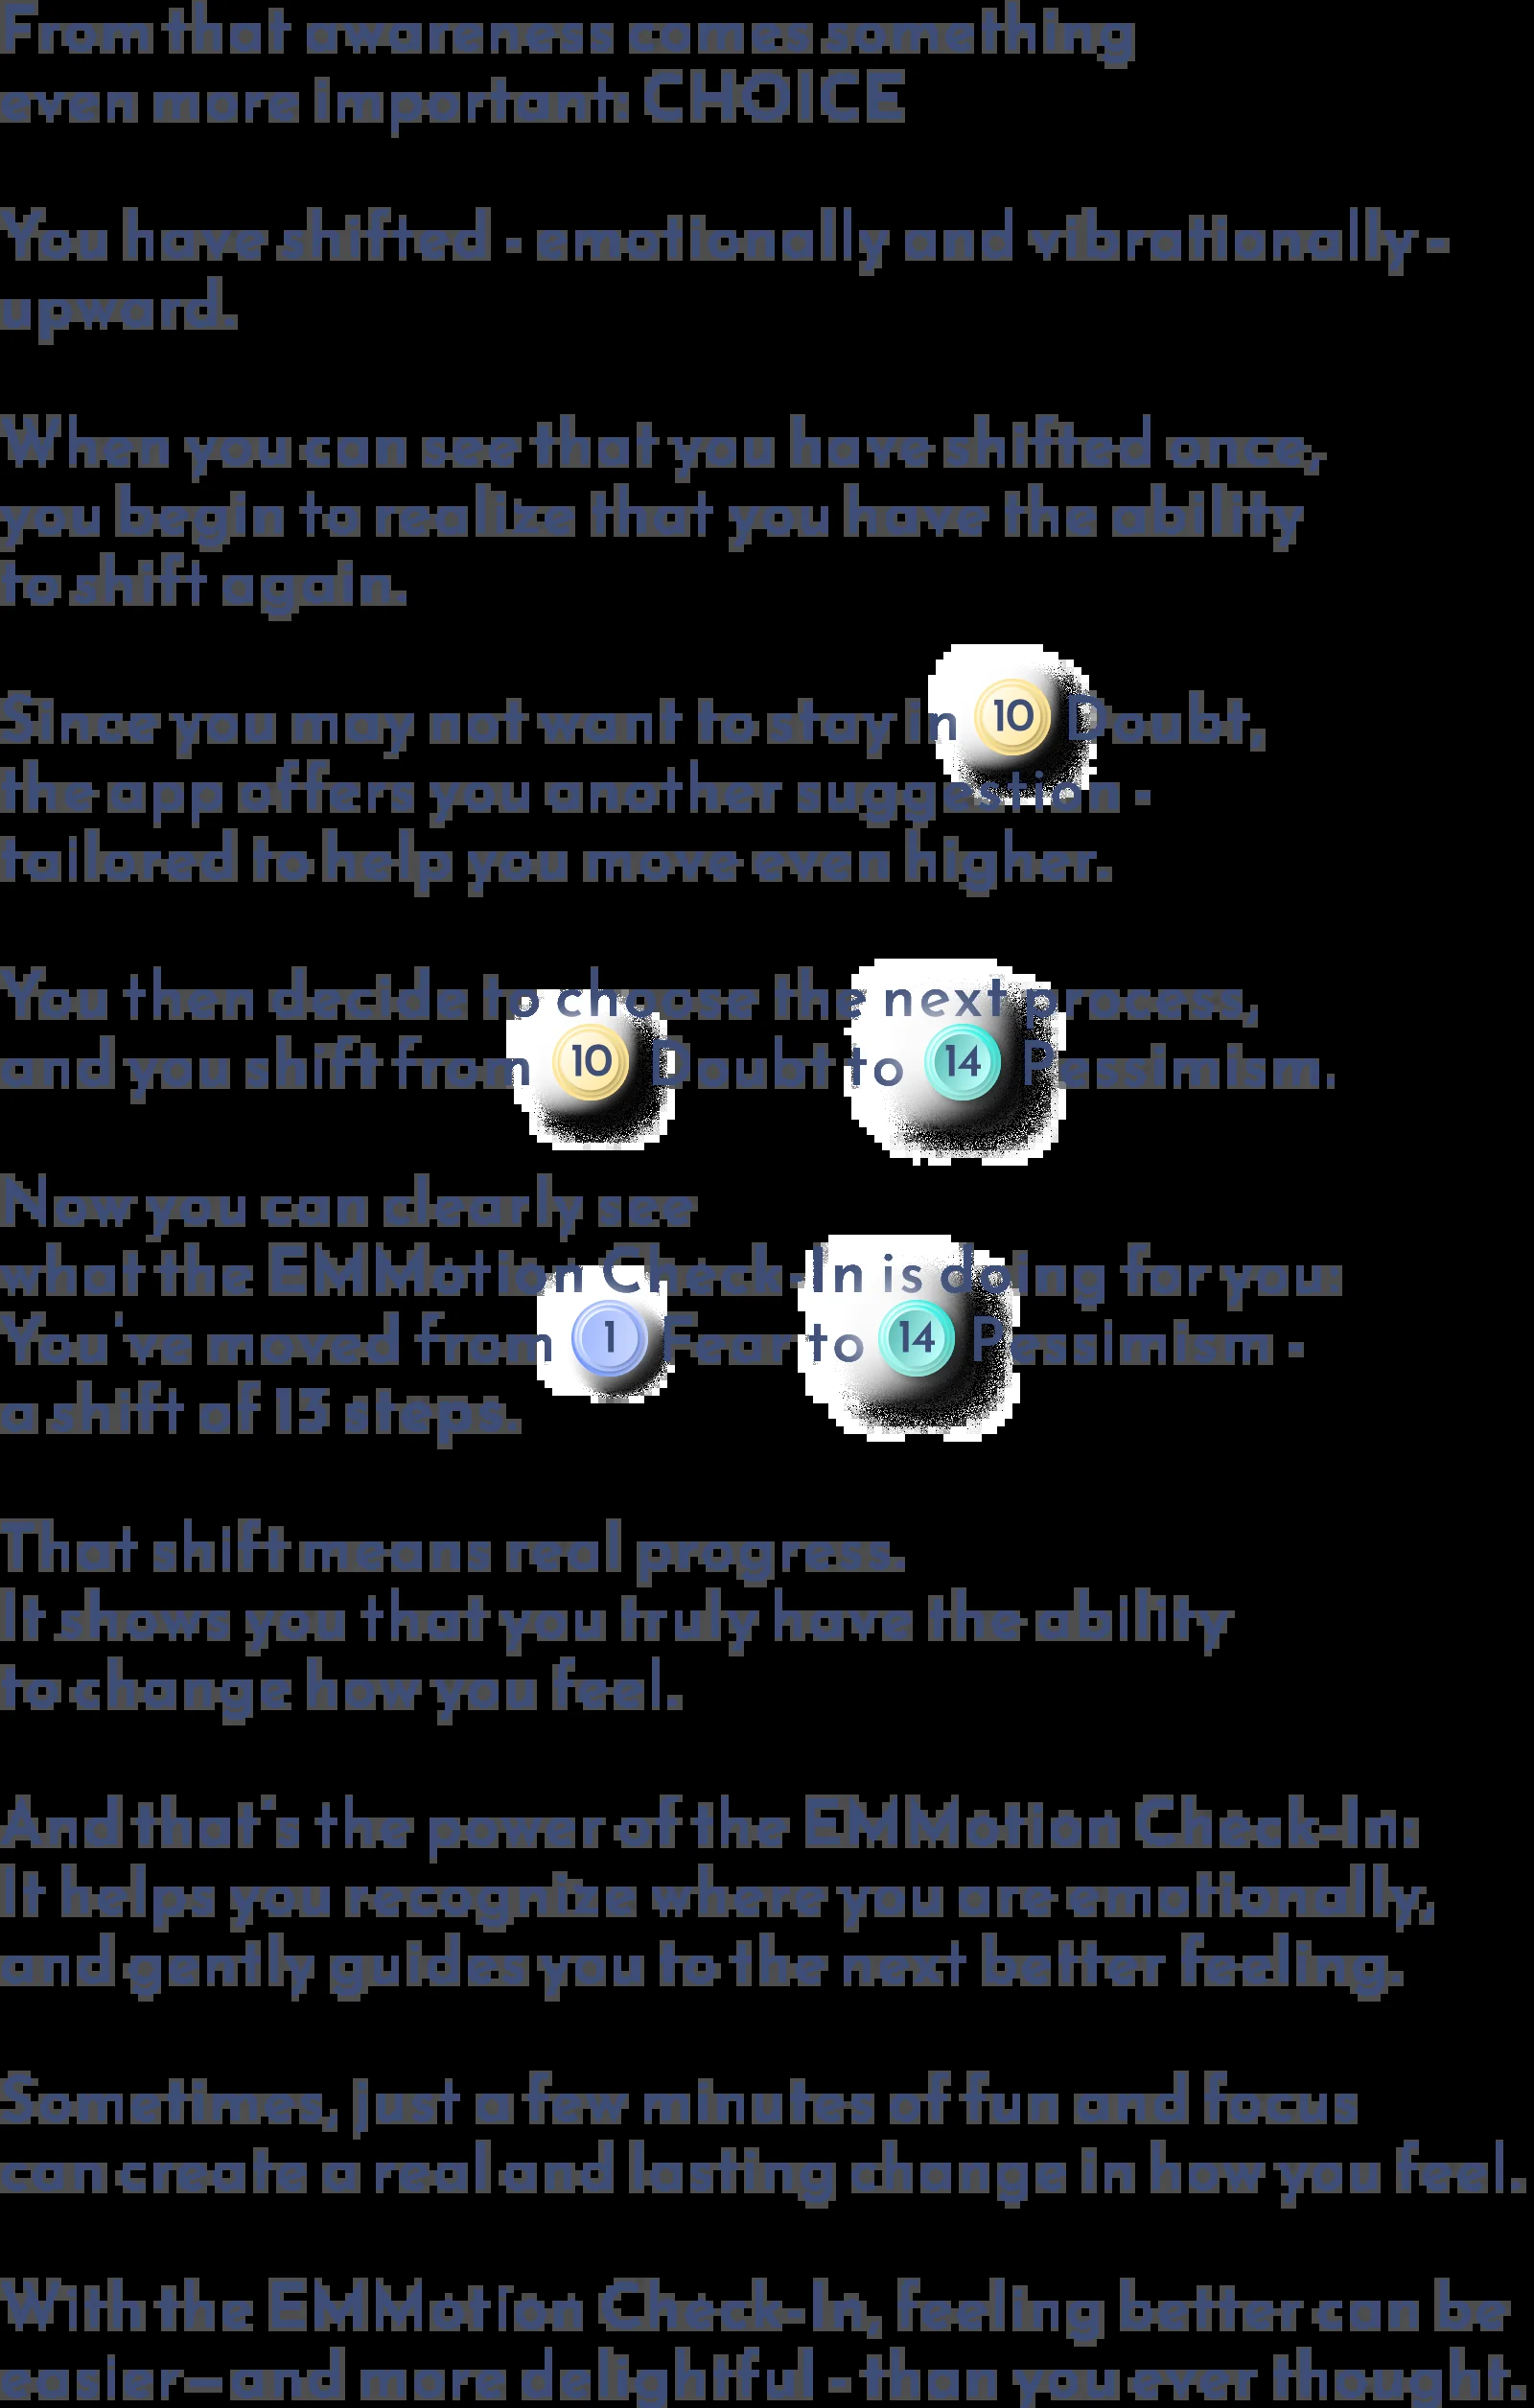 From that awareness comes something
even more important: CHOICE
You have shifted - emotionally and vibrationally -
upward.
When you can see that you have shifted once,
you begin to realize that you have the ability
to shift again.
Since you may not want to stay in 10 Doubt,
the app offers you another suggestion -
tailored to help you move even higher.
You then decide to choose the next process,
and you shift from 10 Doubt to 14 Pessimism.
Now you can clearly see
what the EMMotion Check-In is doing for you:
You've moved from 1 Fear to 14 Pessimism -
a shift of 13 steps.
That shift means real progress.
It shows you that you truly have the ability
to change how you feel.
And that's the power of the EMMotion Check-In:
It helps you recognize where you are emotionally,
and gently guides you to the next better feeling.
Sometimes, just a few minutes of fun and focus
can create a real and lasting change in how you feel.
With the EMMotion Check-In, feeling better can be
easier—and more delightful - than you ever thought.